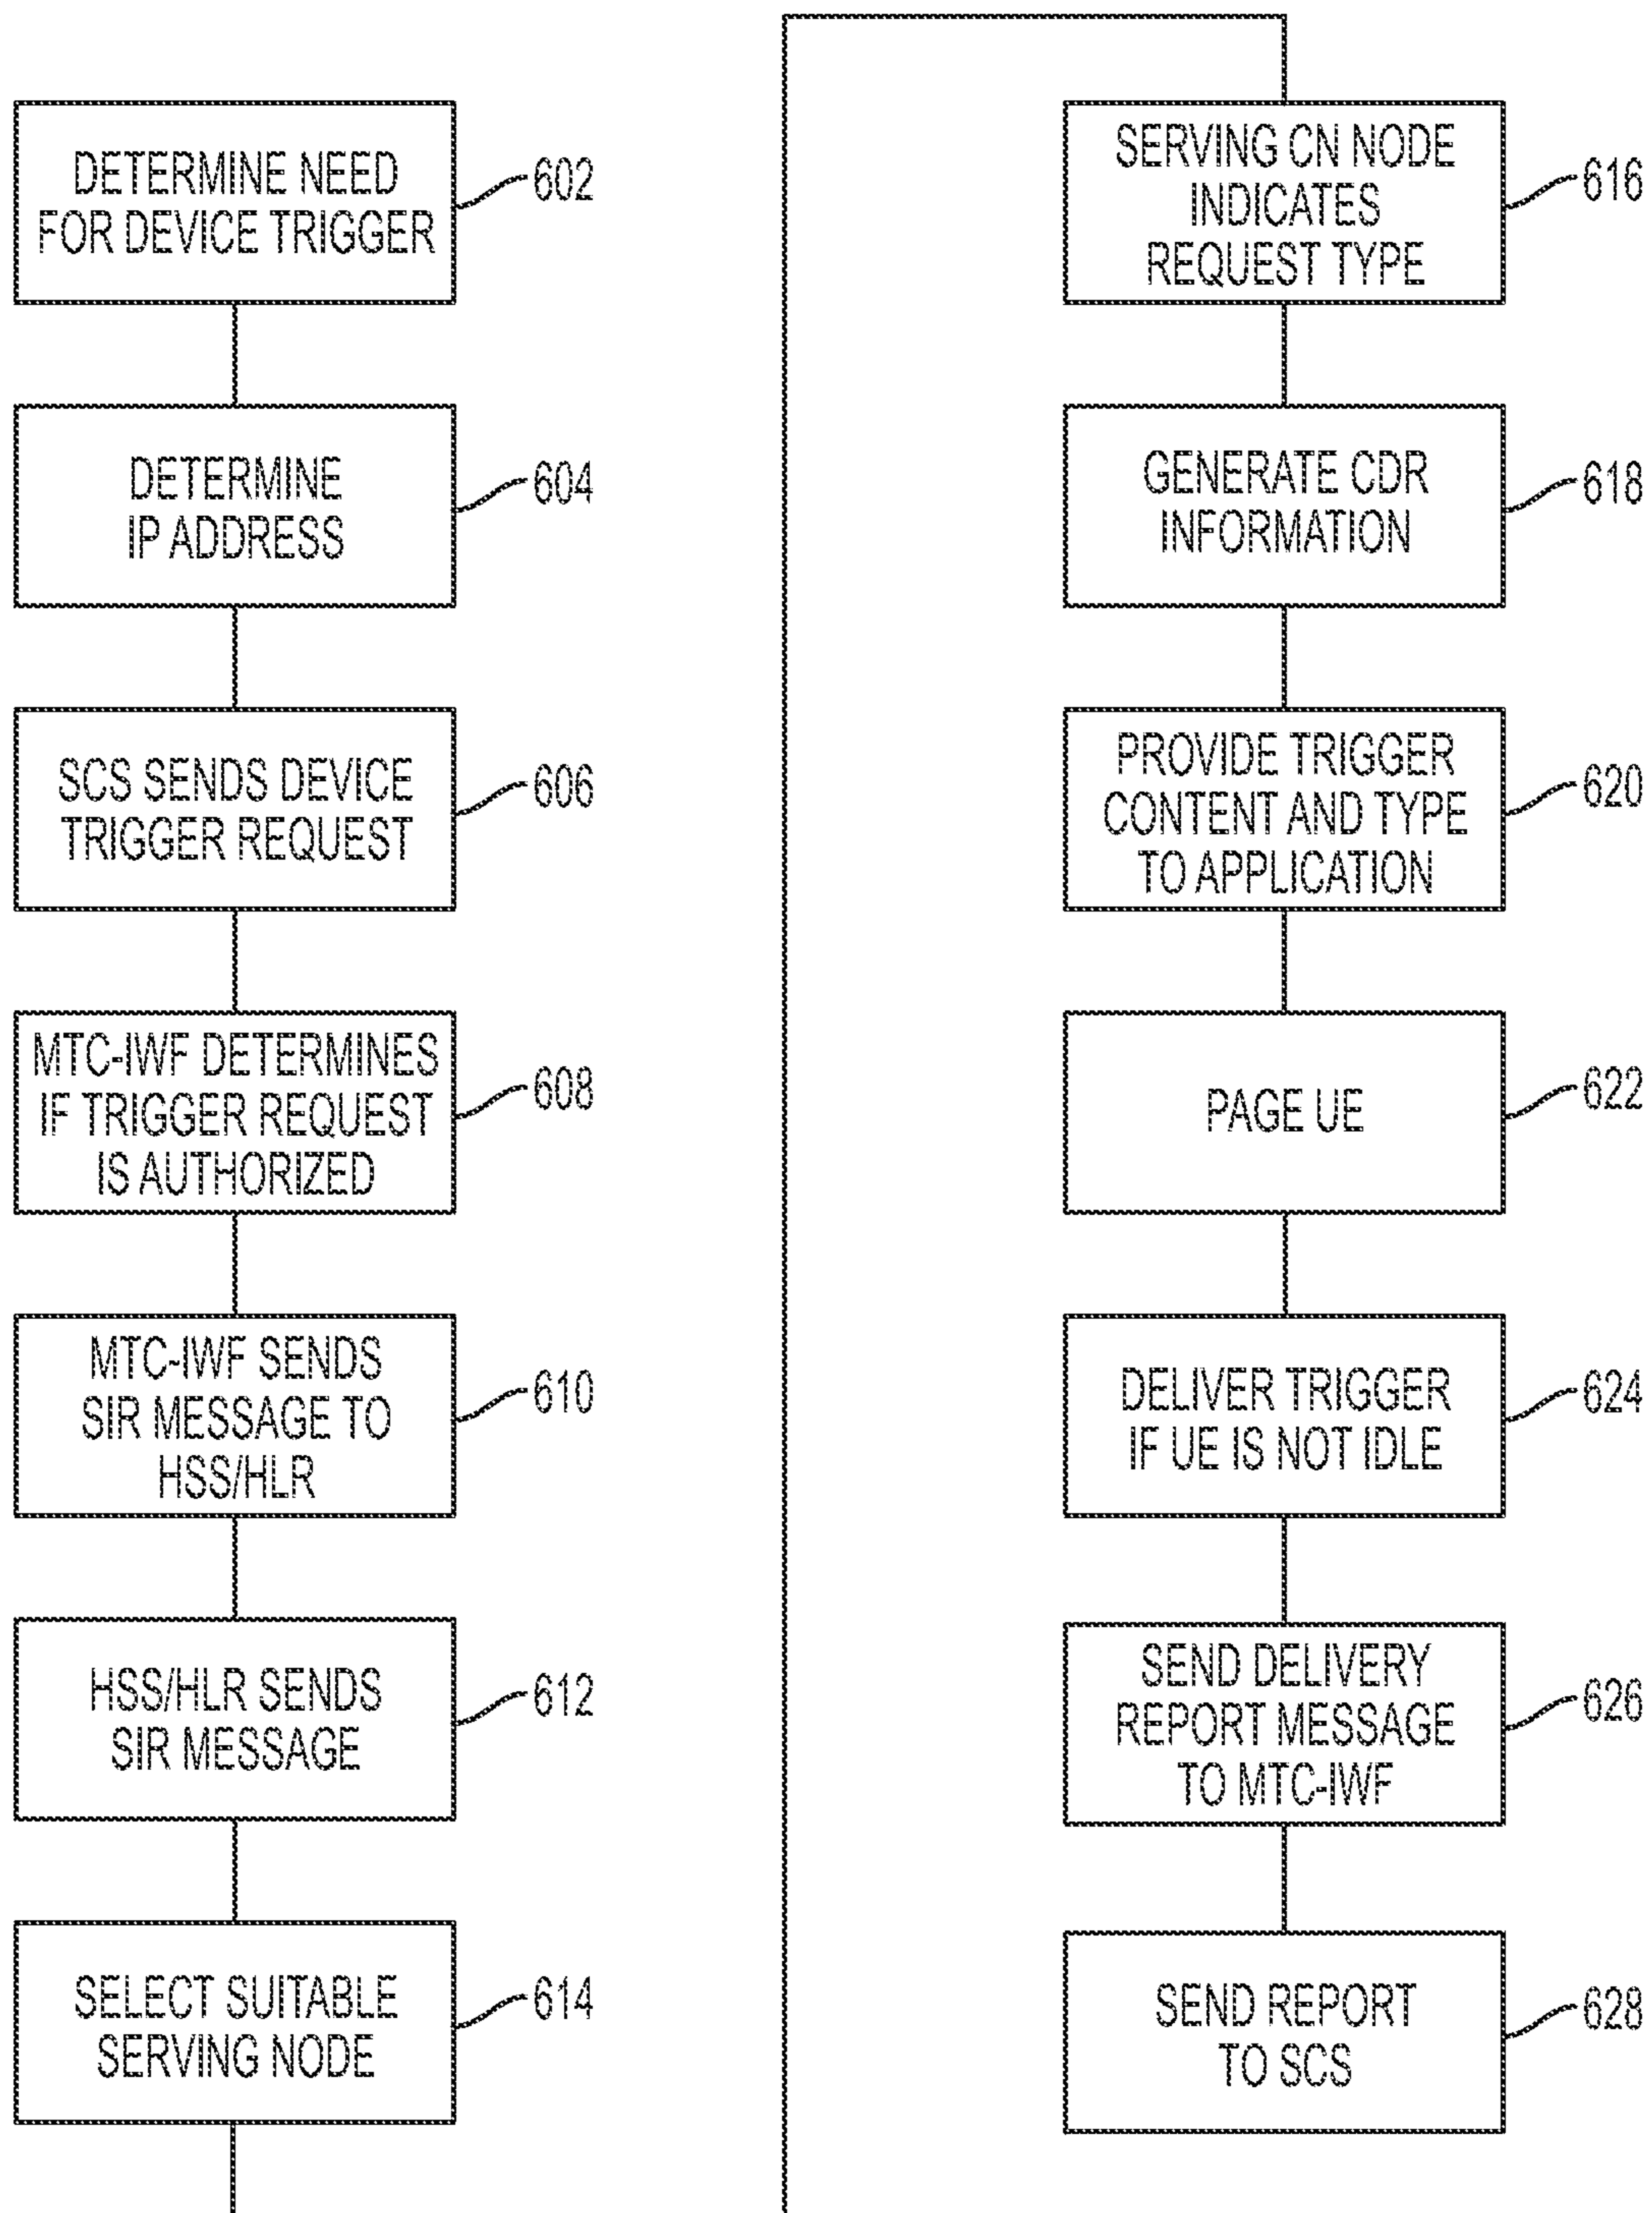 DETERMINE NEED
FOR DEVICE TRIGGER
602
DETERMINE
IP ADDRESS
604
SCS SENDS DEVICE
TRIGGER REQUEST
606
MTC-IWF DETERMINES
IF TRIGGER REQUEST
IS AUTHORIZED
608
MTC-IWF SENDS
SIR MESSAGE TO
HSS/HLR
610
HSS/HLR SENDS
SIR MESSAGE
612
SELECT SUITABLE
SERVING NODE
614
SERVING CN NODE
INDICATES
REQUEST TYPE
616
GENERATE CDR
INFORMATION
618
PROVIDE TRIGGER
CONTENT AND TYPE
TO APPLICATION
620
PAGE UE
622
DELIVER TRIGGER
IF UE IS NOT IDLE
624
SEND DELIVERY
REPORT MESSAGE
TO MTC-IWF
626
SEND REPORT
TO SCS
628